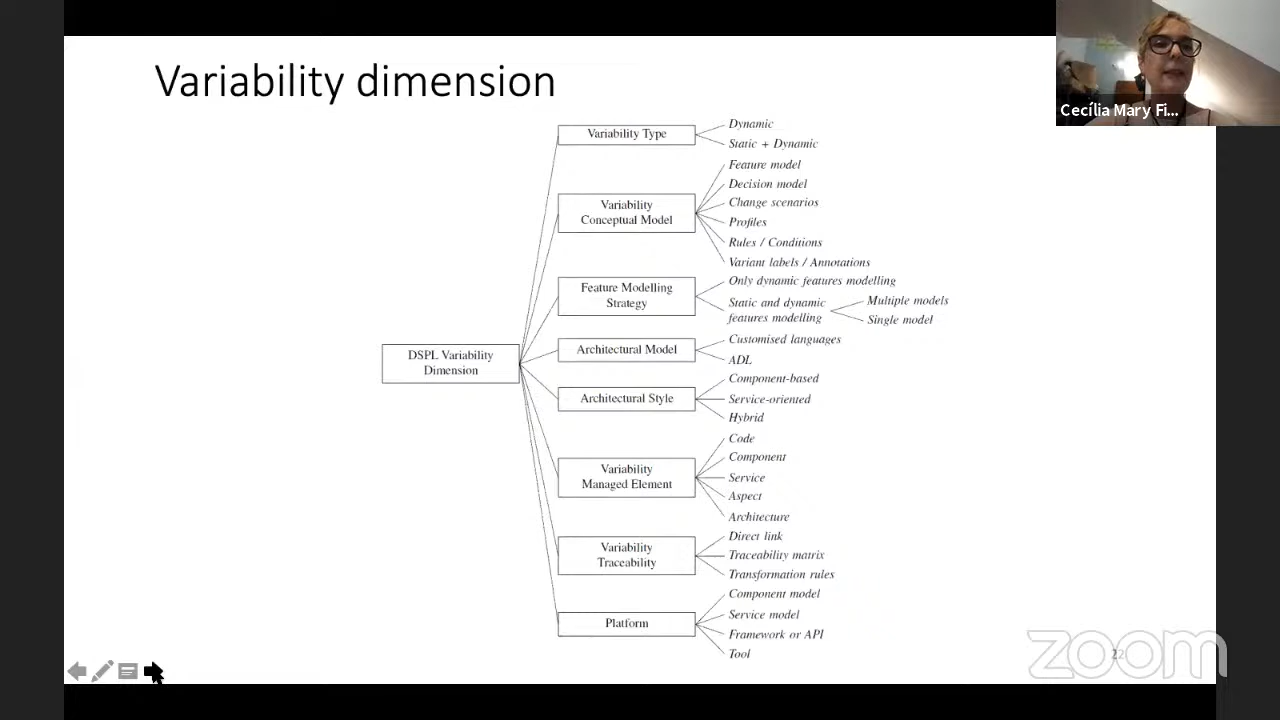 Variability dimension
Cecília Mary Fi...
DSPL Variability
Dimension
Variability Type
Dynamic
Static + Dynamic
Variability
Conceptual Model
Feature model
Decision model
Change scenarios
Profiles
Rules / Conditions
Variant labels / Annotations
Feature Modelling
Strategy
Only dynamic features modelling
Static and dynamic
features modelling
Multiple models
Single model
Architectural Model
Customised languages
ADL
Architectural Style
Component-based
Service-oriented
Hybrid
Variability
Managed Element
Code
Component
Service
Aspect
Architecture
Variability
Traceability
Direct link
Traceability matrix
Transformation rules
Platform
Component model
Service model
Framework or API
Tool
22
zoom